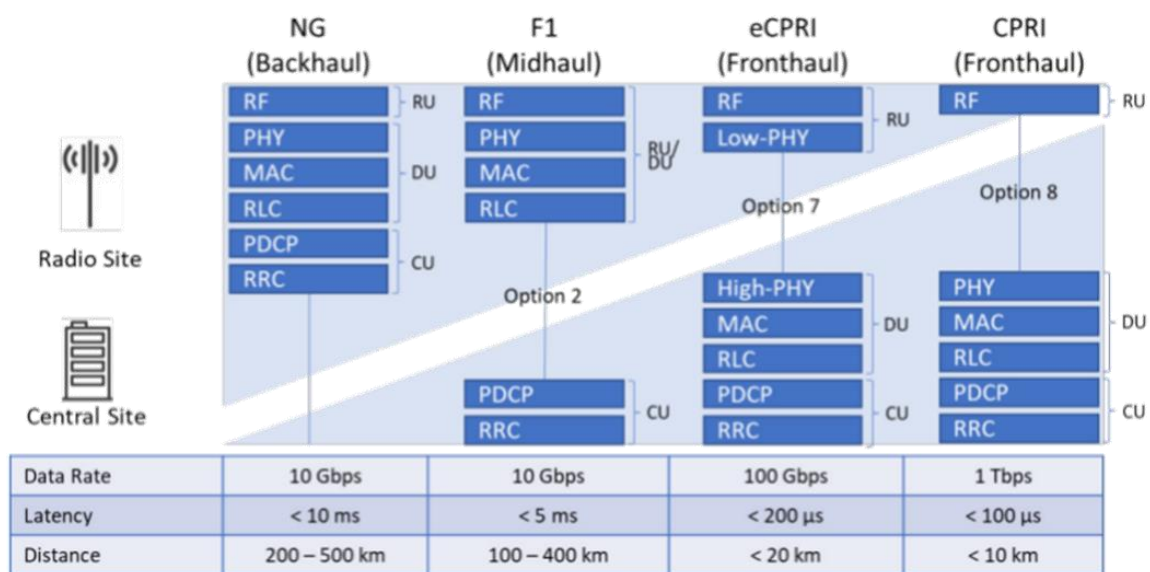 NG
(Backhaul)
F1
(Midhaul)
eCPRI
(Fronthaul)
CPRI
(Fronthaul)
Radio Site
Central Site
RF
PHY
MAC
RLC
PDCP
RRC
RU
DU
CU
RF
PHY
MAC
RLC
RU/
DU
Option 2
PDCP
RRC
CU
RF
Low-PHY
RU
Option 7
High-PHY
MAC
RLC
DU
PDCP
RRC
CU
RF
RU
Option 8
PHY
MAC
RLC
DU
PDCP
RRC
CU
Data Rate 10 Gbps 10 Gbps 100 Gbps 1 Tbps
Latency < 10 ms < 5 ms < 200 µs < 100 µs
Distance 200 – 500 km 100 – 400 km < 20 km < 10 km